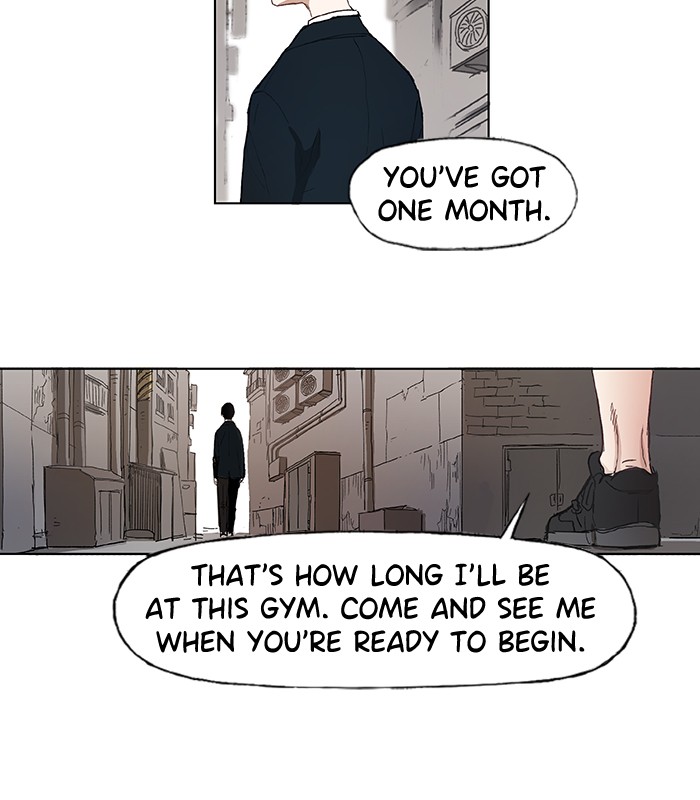 YOU'VE GOT
ONE MONTH.
THAT'S HOW LONG I'LL BE
AT THIS GYM. COME AND SEE ME
WHEN YOU'RE READY TO BEGIN.